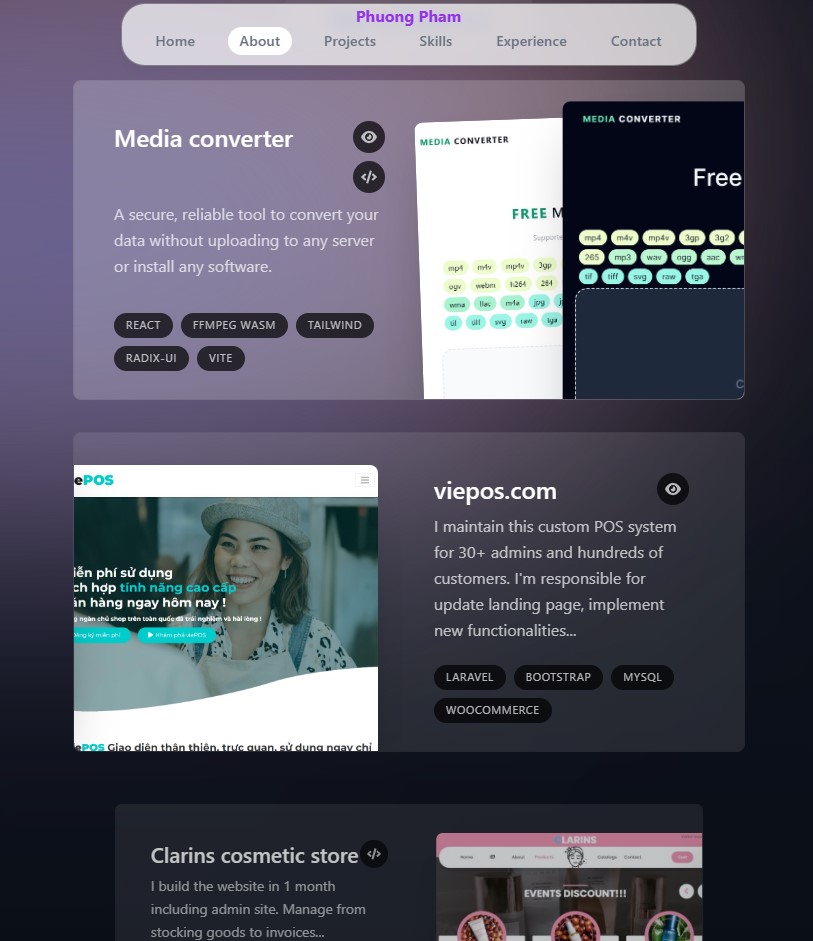 Phuong Pham
Home
About
Projects
Skills
Experience
Contact
Media converter
A secure, reliable tool to convert your
data without uploading to any server
or install any software.
REACT
FFMPEG WASM
TAILWIND
RADIX-UI
VITE
MEDIA CONVERTER
FREE M
mp4 m4v mp4v 3gp
ogv webm h264 264
wma flac m4a jpg
tif tiff svg raw tga
MEDIA CONVERTER
Free
mp4 m4v mp4v 3gp 3g2
265 mp3 wav ogg aac
tif tiff svg raw tga
C
ePOS
iễn phí sử dụng
ch hợp tính năng cao cấp
án hàng ngay hôm nay !
g ngàn chủ shop trên toàn quốc đã trải nghiệm và hài lòng !
Đăng ký miễn phí
Khám phá viePOS
ePOS Giao diện thân thiện, trực quan, sử dụng ngay chỉ
viepos.com
I maintain this custom POS system
for 30+ admins and hundreds of
customers. I'm responsible for
update landing page, implement
new functionalities...
LARAVEL
BOOTSTRAP
MYSQL
WOOCOMMERCE
Clarins cosmetic store
I build the website in 1 month
including admin site. Manage from
stocking goods to invoices...
CLARINS
Home
About
Products
Catalogs
Contact
EVENTS DISCOUNT!!!